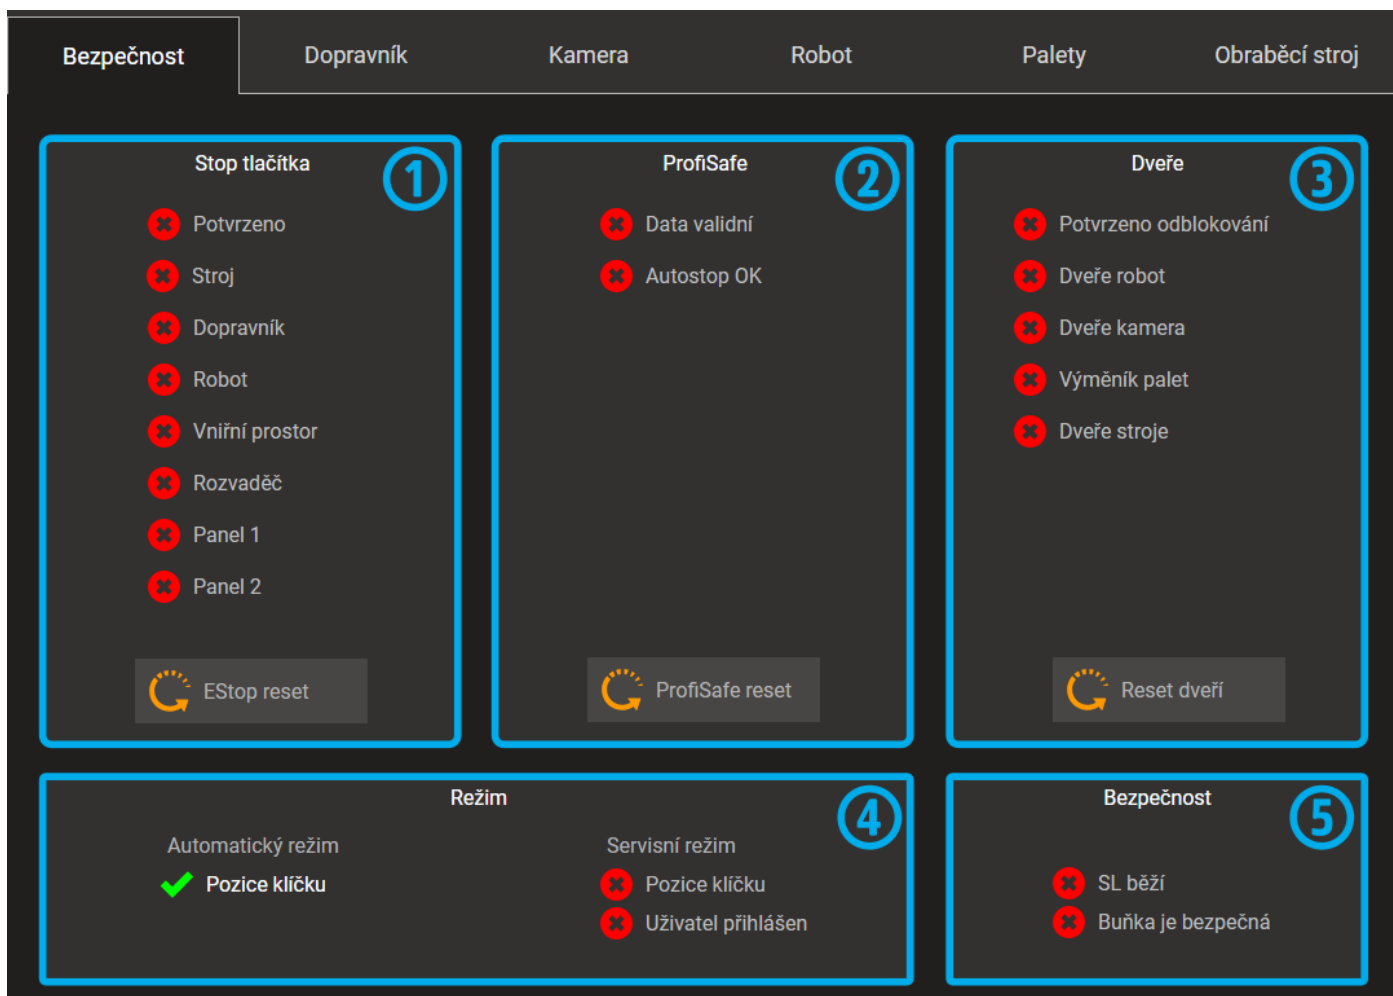 Bezpečnost
Dopravník
Kamera
Robot
Palety
Obraběcí stroj
Stop tlačítka
1
Potvrzeno
Stroj
Dopravník
Robot
Vniřní prostor
Rozvaděč
Panel 1
Panel 2
EStop reset
ProfiSafe
2
Data validní
Autostop OK
ProfiSafe reset
Dveře
3
Potvrzeno odblokování
Dveře robot
Dveře kamera
Výměník palet
Dveře stroje
Reset dveří
Režim
4
Automatický režim
Pozice klíčku
Servisní režim
Pozice klíčku
Uživatel přihlášen
Bezpečnost
5
SL běží
Buňka je bezpečná